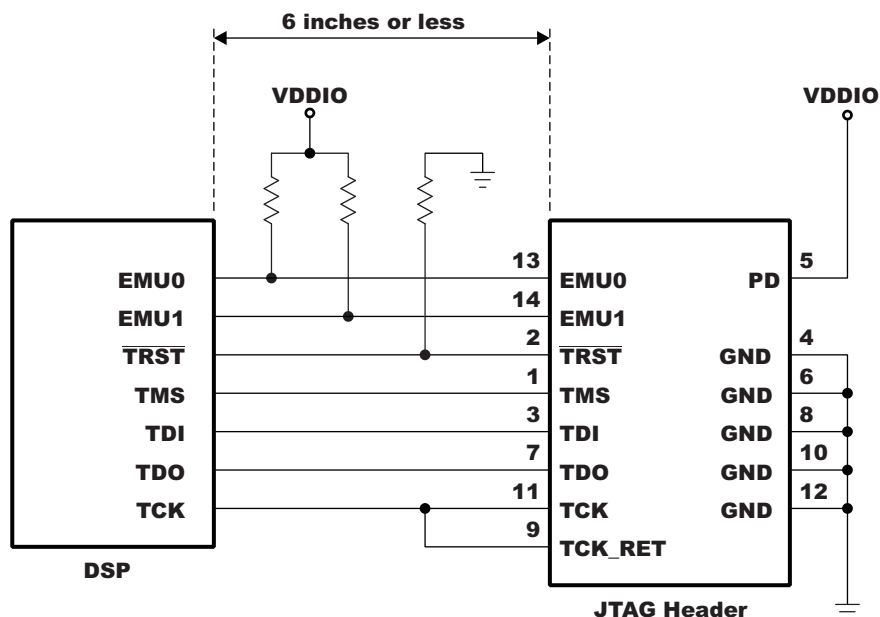 6 inches or less
VDDIO
VDDIO
EMU0
EMU1
TRST
TMS
TDI
TDO
TCK
DSP
13
14
2
1
3
7
11
9
EMU0
EMU1
TRST
TMS
TDI
TDO
TCK
TCK_RET
PD
GND
GND
GND
GND
GND
5
4
6
8
10
12
JTAG Header